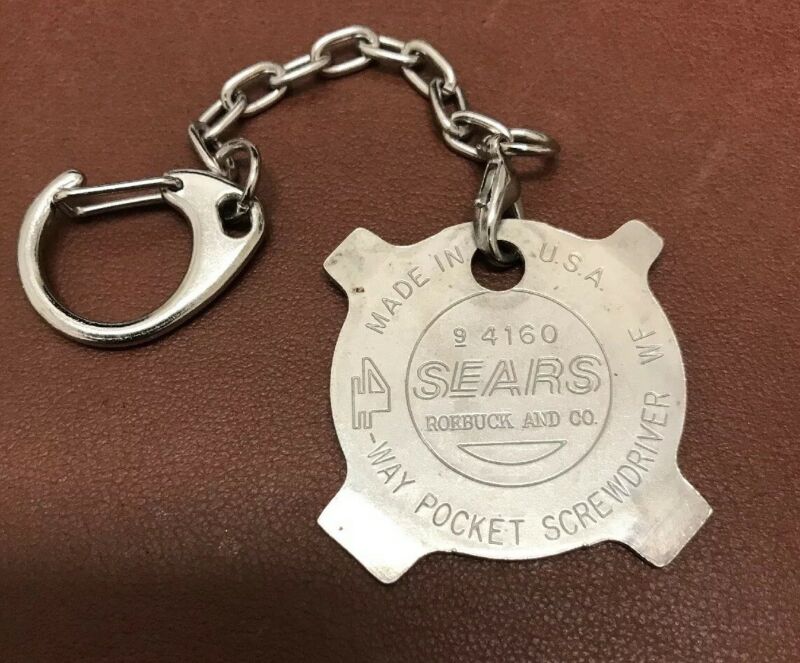 MADE IN U.S.A.
9 4160
SEARS
ROEBUCK AND CO.
4-WAY POCKET SCREWDRIVER WF